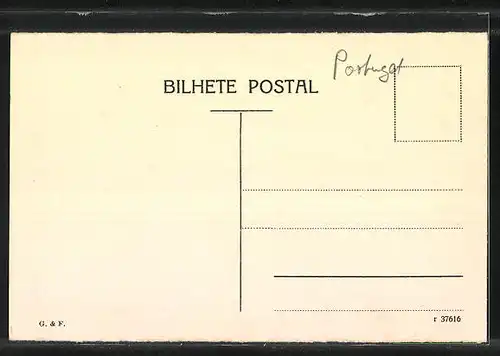 Portugal
BILHETE POSTAL
G. & F.
r 37616